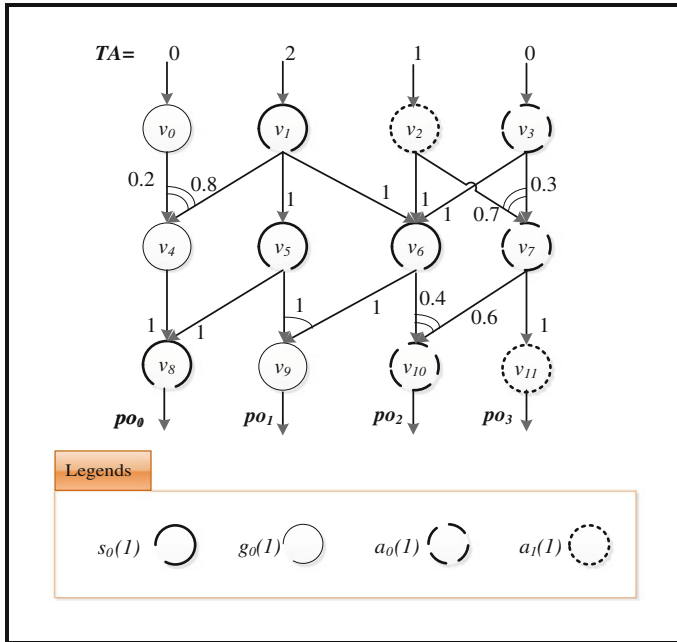 TA= 0 2 1 0
v0 v1 v2 v3
0.2 0.8 1 1 1 1 0.7 0.3
v4 v5 v6 v7
1 1 1 1 0.4 0.6 1
v8 v9 v10 v11
po0 po1 po2 po3
Legends
s0(1) g0(1) a0(1) a1(1)